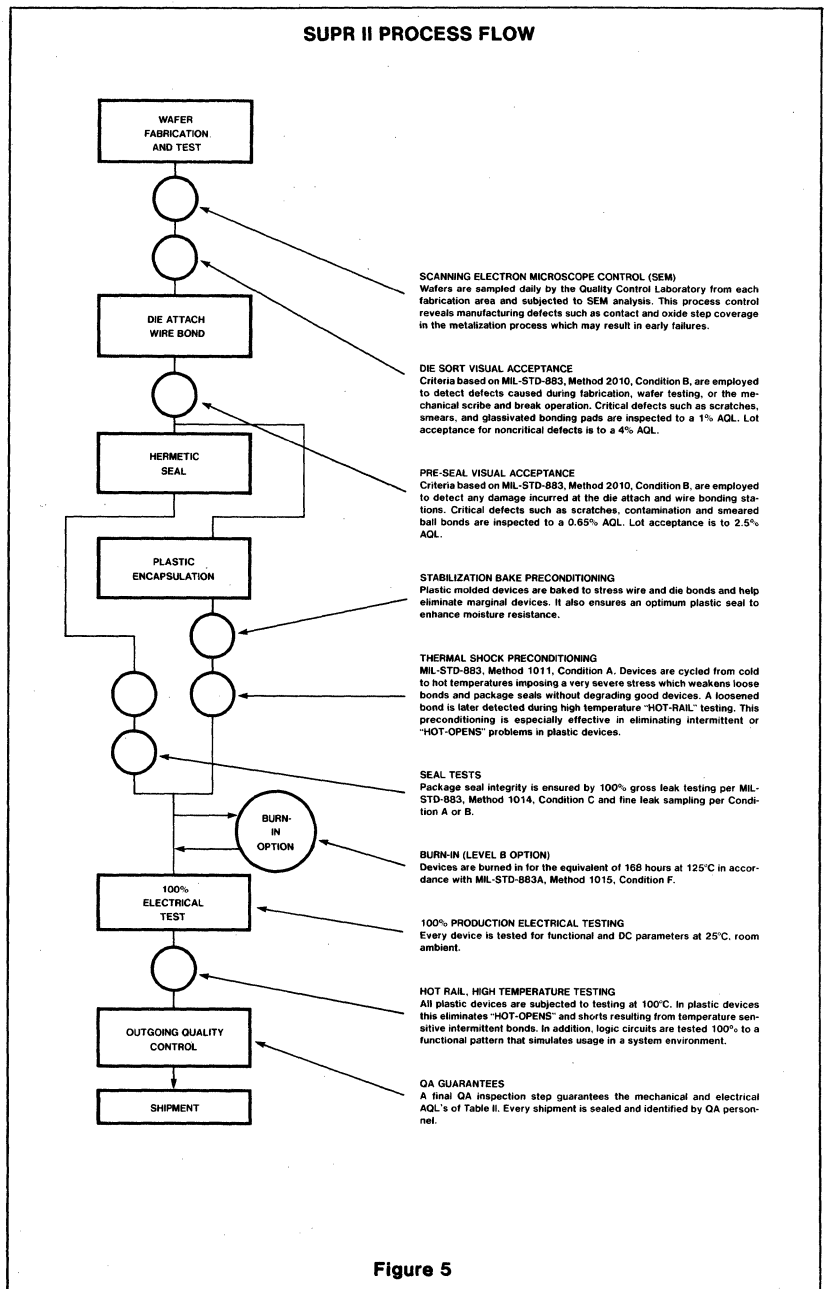 SUPR II PROCESS FLOW
WAFER
FABRICATION
AND TEST
DIE ATTACH
WIRE BOND
HERMETIC
SEAL
PLASTIC
ENCAPSULATION
BURN-
IN
OPTION
100%
ELECTRICAL
TEST
OUTGOING QUALITY
CONTROL
SHIPMENT
SCANNING ELECTRON MICROSCOPE CONTROL (SEM)
Wafers are sampled daily by the Quality Control Laboratory from each
fabrication area and subjected to SEM analysis. This process control
reveals manufacturing defects such as contact and oxide step coverage
in the metalization process which may result in early failures.
DIE SORT VISUAL ACCEPTANCE
Criteria based on MIL-STD-883, Method 2010, Condition B, are employed
to detect defects caused during fabrication, wafer testing, or the me-
chanical scribe and break operation. Critical defects such as scratches,
smears, and glassivated bonding pads are inspected to a 1% AQL. Lot
acceptance for noncritical defects is to a 4% AQL.
PRE-SEAL VISUAL ACCEPTANCE
Criteria based on MIL-STD-883, Method 2010, Condition B, are employed
to detect any damage incurred at the die attach and wire bonding sta-
tions. Critical defects such as scratches, contamination and smeared
ball bonds are inspected to a 0.65% AQL. Lot acceptance is to 2.5%
AQL.
STABILIZATION BAKE PRECONDITIONING
Plastic molded devices are baked to stress wire and die bonds and help
eliminate marginal devices. It also ensures an optimum plastic seal to
enhance moisture resistance.
THERMAL SHOCK PRECONDITIONING
MIL-STD-883, Method 1011, Condition A. Devices are cycled from cold
to hot temperatures imposing a very severe stress which weakens loose
bonds and package seals without degrading good devices. A loosened
bond is later detected during high temperature "HOT-RAIL" testing. This
preconditioning is especially effective in eliminating intermittent or
"HOT-OPENS" problems in plastic devices.
SEAL TESTS
Package seal integrity is ensured by 100% gross leak testing per MIL-
STD-883, Method 1014, Condition C and fine leak sampling per Condi-
tion A or B.
BURN-IN (LEVEL B OPTION)
Devices are burned in for the equivalent of 168 hours at 125°C in accor-
dance with MIL-STD-883A, Method 1015, Condition F.
100% PRODUCTION ELECTRICAL TESTING
Every device is tested for functional and DC parameters at 25°C, room
ambient.
HOT RAIL, HIGH TEMPERATURE TESTING
All plastic devices are subjected to testing at 100°C. In plastic devices
this eliminates "HOT-OPENS" and shorts resulting from temperature sen-
sitive intermittent bonds. In addition, logic circuits are tested 100% to a
functional pattern that simulates usage in a system environment.
QA GUARANTEES
A final QA inspection step guarantees the mechanical and electrical
AQL's of Table II. Every shipment is sealed and identified by QA person-
nel.
Figure 5